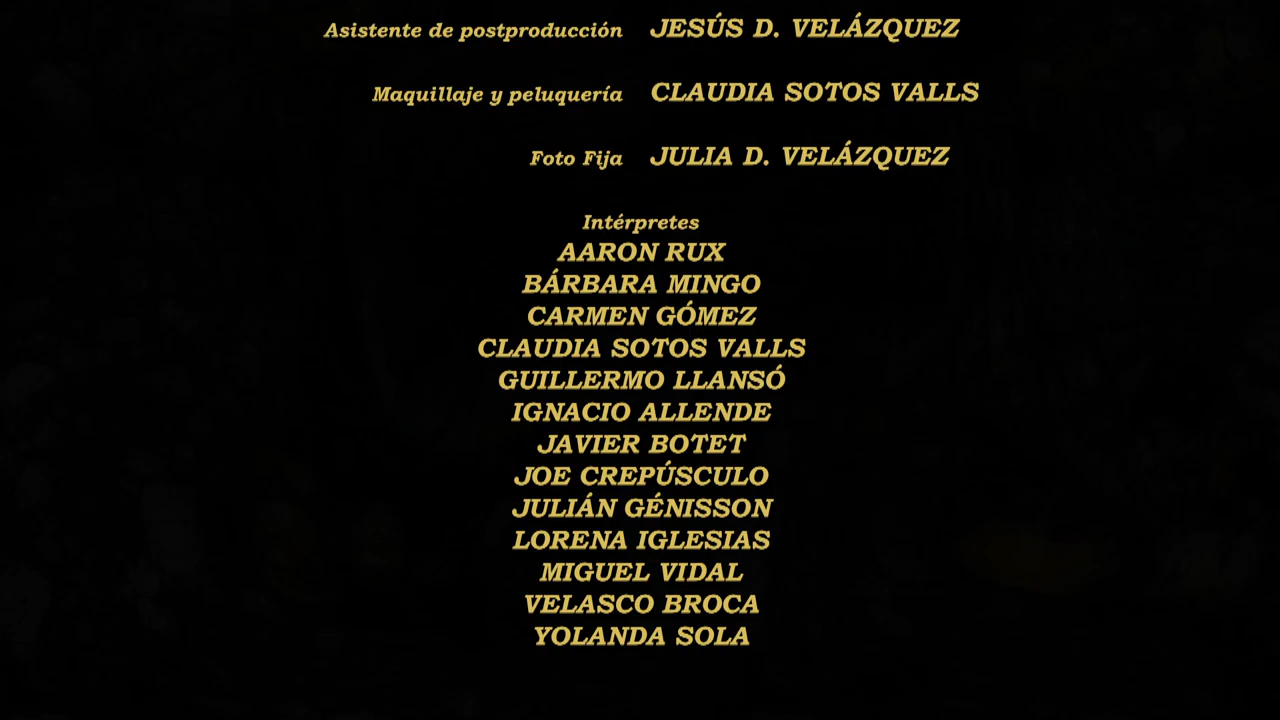 Asistente de postproducción JESÚS D. VELÁZQUEZ
Maquillaje y peluquería CLAUDIA SOTOS VALLS
Foto Fija JULIA D. VELÁZQUEZ
Intérpretes
AARON RUX
BÁRBARA MINGO
CARMEN GÓMEZ
CLAUDIA SOTOS VALLS
GUILLERMO LLANSÓ
IGNACIO ALLENDE
JAVIER BOTET
JOE CREPÚSCULO
JULIÁN GÉNISSON
LORENA IGLESIAS
MIGUEL VIDAL
VELASCO BROCA
YOLANDA SOLA